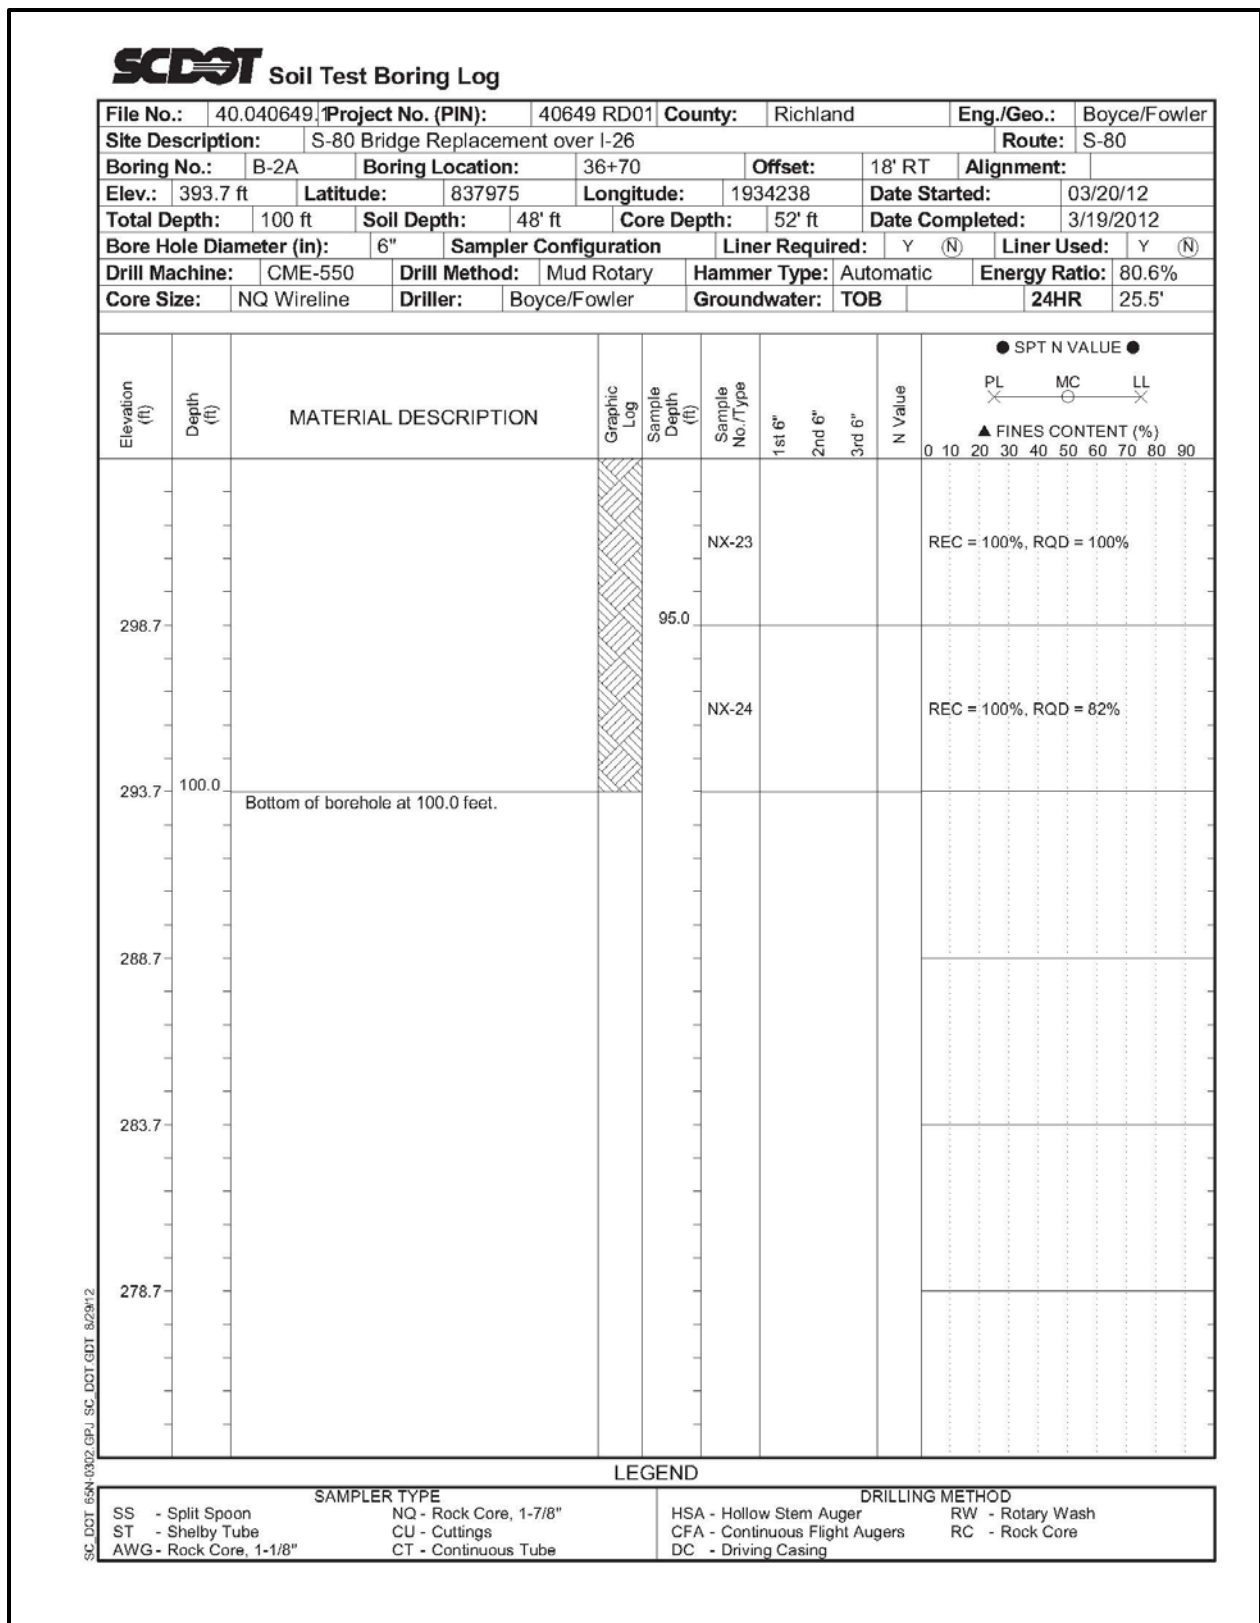 SCDOT Soil Test Boring Log
File No.: 40.040649.1 Project No. (PIN): 40649 RD01 County: Richland Eng./Geo.: Boyce/Fowler
Site Description: S-80 Bridge Replacement over I-26 Route: S-80
Boring No.: B-2A Boring Location: 36+70 Offset: 18' RT Alignment:
Elev.: 393.7 ft Latitude: 837975 Longitude: 1934238 Date Started: 03/20/12
Total Depth: 100 ft Soil Depth: 48' ft Core Depth: 52' ft Date Completed: 3/19/2012
Bore Hole Diameter (in): 6" Sampler Configuration Liner Required: Y N Liner Used: Y N
Drill Machine: CME-550 Drill Method: Mud Rotary Hammer Type: Automatic Energy Ratio: 80.6%
Core Size: NQ Wireline Driller: Boyce/Fowler Groundwater: TOB 24HR 25.5'
Elevation (ft)
Depth (ft)
MATERIAL DESCRIPTION
Graphic Log
Sample Depth (ft)
Sample No./Type
1st 6"
2nd 6"
3rd 6"
N Value
● SPT N VALUE ●
PL MC LL
▲ FINES CONTENT (%)
0 10 20 30 40 50 60 70 80 90
NX-23 REC = 100%, RQD = 100%
298.7 95.0
NX-24 REC = 100%, RQD = 82%
293.7 100.0
Bottom of borehole at 100.0 feet.
288.7
283.7
278.7
SC_DOT 65N-0302.GPJ SC_DOT.GDT 8/29/12
LEGEND
SAMPLER TYPE DRILLING METHOD
SS - Split Spoon NQ - Rock Core, 1-7/8" HSA - Hollow Stem Auger RW - Rotary Wash
ST - Shelby Tube CU - Cuttings CFA - Continuous Flight Augers RC - Rock Core
AWG - Rock Core, 1-1/8" CT - Continuous Tube DC - Driving Casing